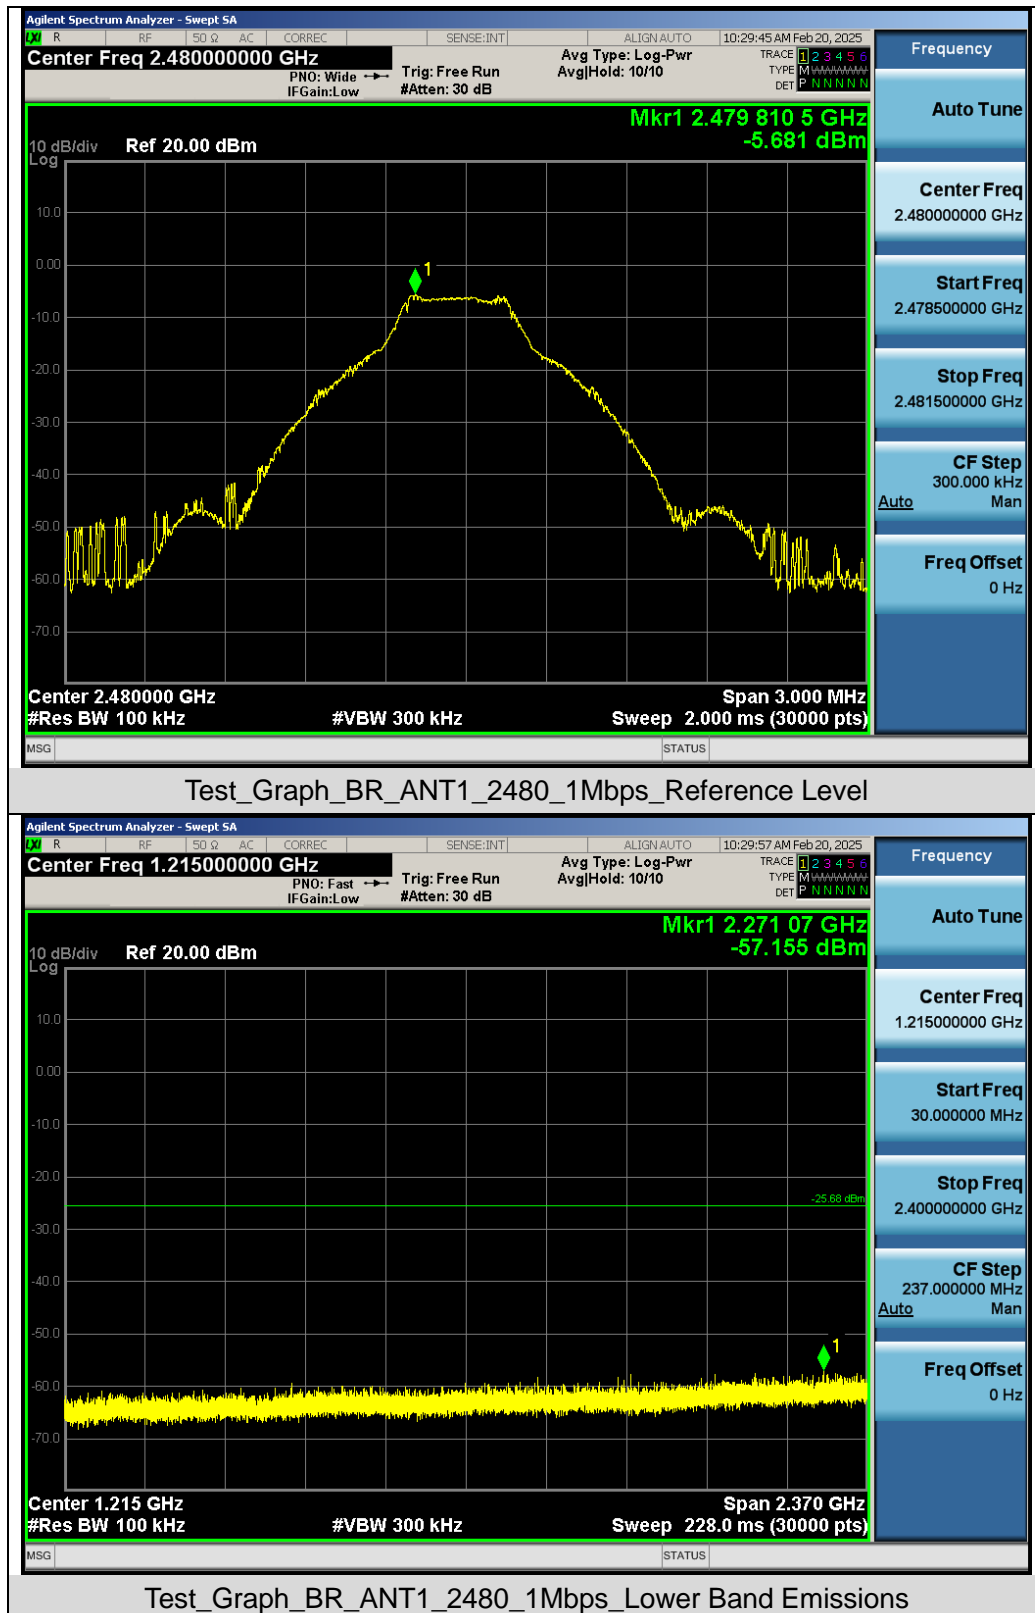 Agilent Spectrum Analyzer - Swept SA
LXI R RF 50 Ω AC CORREC SENSE:INT ALIGN AUTO 10:29:45 AM Feb 20, 2025
Center Freq 2.480000000 GHz
PNO: Wide
IFGain:Low
Trig: Free Run
#Atten: 30 dB
Avg Type: Log-Pwr
Avg|Hold: 10/10
TRACE 1 2 3 4 5 6
TYPE M WWWWW
DET P N N N N N
Mkr1 2.479 810 5 GHz
-5.681 dBm
10 dB/div Ref 20.00 dBm
Log
10.0
0.00
-10.0
-20.0
-30.0
-40.0
-50.0
-60.0
-70.0
1
Center 2.480000 GHz Span 3.000 MHz
#Res BW 100 kHz #VBW 300 kHz Sweep 2.000 ms (30000 pts)
MSG STATUS
Frequency
Auto Tune
Center Freq
2.480000000 GHz
Start Freq
2.478500000 GHz
Stop Freq
2.481500000 GHz
CF Step
300.000 kHz
Auto Man
Freq Offset
0 Hz
Test_Graph_BR_ANT1_2480_1Mbps_Reference Level
Agilent Spectrum Analyzer - Swept SA
LXI R RF 50 Ω AC CORREC SENSE:INT ALIGN AUTO 10:29:57 AM Feb 20, 2025
Center Freq 1.215000000 GHz
PNO: Fast
IFGain:Low
Trig: Free Run
#Atten: 30 dB
Avg Type: Log-Pwr
Avg|Hold: 10/10
TRACE 1 2 3 4 5 6
TYPE M WWWWW
DET P N N N N N
Mkr1 2.271 07 GHz
-57.155 dBm
10 dB/div Ref 20.00 dBm
Log
10.0
0.00
-10.0
-20.0
-25.68 dBm
-30.0
-40.0
-50.0
-60.0
-70.0
1
Center 1.215 GHz Span 2.370 GHz
#Res BW 100 kHz #VBW 300 kHz Sweep 228.0 ms (30000 pts)
MSG STATUS
Frequency
Auto Tune
Center Freq
1.215000000 GHz
Start Freq
30.000000 MHz
Stop Freq
2.400000000 GHz
CF Step
237.000000 MHz
Auto Man
Freq Offset
0 Hz
Test_Graph_BR_ANT1_2480_1Mbps_Lower Band Emissions